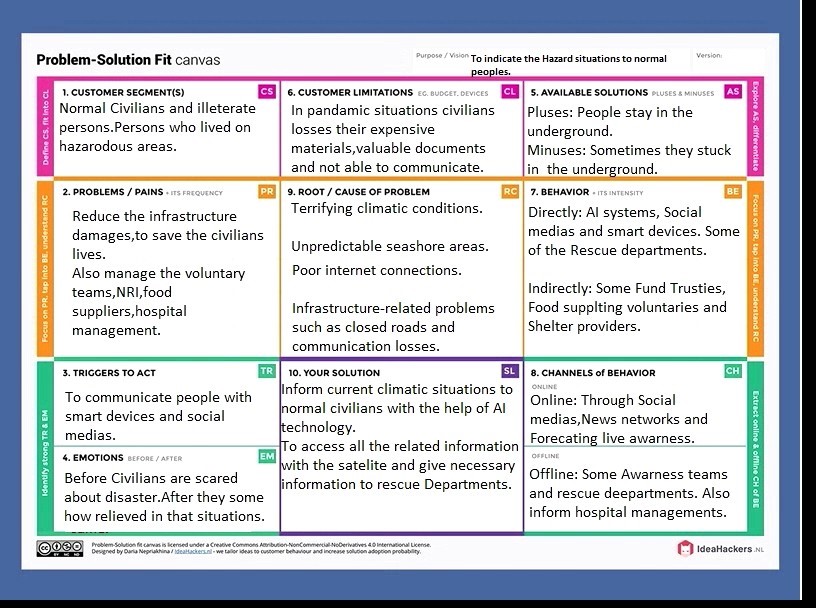 Problem-Solution Fit canvas
Purpose / Vision
To indicate the Hazard situations to normal
peoples.
Version:
Define CS, fit into CL
1. CUSTOMER SEGMENT(S)
CS
Normal Civilians and illeterate
persons.Persons who lived on
hazarodous areas.
6. CUSTOMER LIMITATIONS EG. BUDGET, DEVICES
CL
In pandamic situations civilians
losses their expensive
materials,valuable documents
and not able to communicate.
5. AVAILABLE SOLUTIONS PLUSES & MINUSES
AS
Pluses: People stay in the
underground.
Minuses: Sometimes they stuck
in the underground.
Explore AS, differentiate
Focus on PR, tap into BE, understand RC
2. PROBLEMS / PAINS + ITS FREQUENCY
PR
Reduce the infrastructure
damages,to save the civilians
lives.
Also manage the voluntary
teams,NRI,food
suppliers,hospital
management.
9. ROOT / CAUSE OF PROBLEM
RC
Terrifying climatic conditions.
Unpredictable seashore areas.
Poor internet connections.
Infrastructure-related problems
such as closed roads and
communication losses.
7. BEHAVIOR + ITS INTENSITY
BE
Directly: AI systems, Social
medias and smart devices. Some
of the Rescue departments.
Indirectly: Some Fund Trusties,
Food supplting voluntaries and
Shelter providers.
Focus on PR, tap into BE, understand RC
Identify strong TR & EM
3. TRIGGERS TO ACT
TR
To communicate people with
smart devices and social
medias.
4. EMOTIONS BEFORE / AFTER
EM
Before Civilians are scared
about disaster.After they some
how relieved in that situations.
10. YOUR SOLUTION
SL
Inform current climatic situations to
normal civilians with the help of AI
technology.
To access all the related information
with the satelite and give necessary
information to rescue Departments.
8. CHANNELS of BEHAVIOR
CH
ONLINE
Online: Through Social
medias,News networks and
Forecating live awarness.
OFFLINE
Offline: Some Awarness teams
and rescue deepartments. Also
inform hospital managements.
Extract online & offline CH of BE
CC BY NC ND
Problem-Solution fit canvas is licensed under a Creative Commons Attribution-NonCommercial-NoDerivatives 4.0 International License.
Designed by Daria Nepriakhina / IdeaHackers.nl - we tailor ideas to customer behaviour and increase solution adoption probability.
IdeaHackers.NL